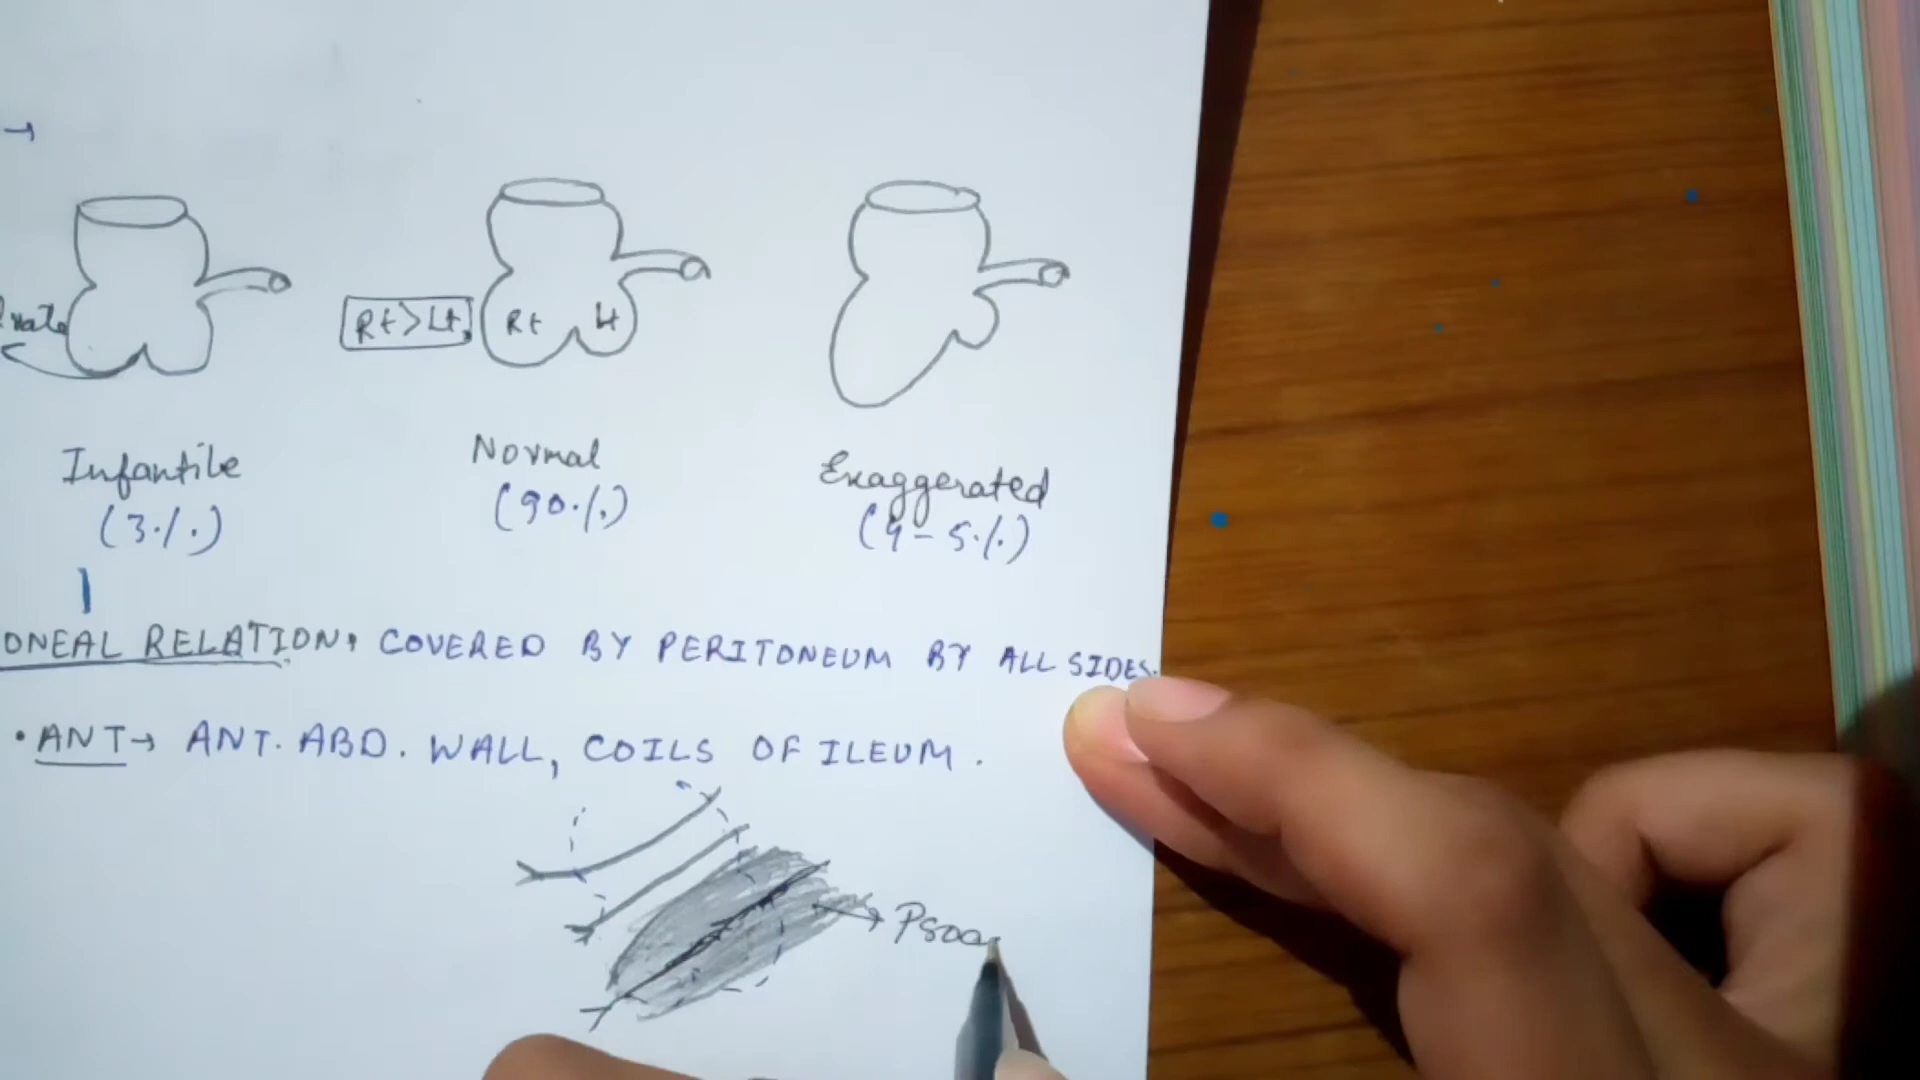 →
Rt>Lt
Rt Lt
Infantile
(3%)
Normal
(90%)
Exaggerated
(4-5%)
ONEAL RELATION, COVERED BY PERITONEUM BY ALL SIDES.
• ANT→ ANT. ABD. WALL, COILS OF ILEUM.
→ Psoa